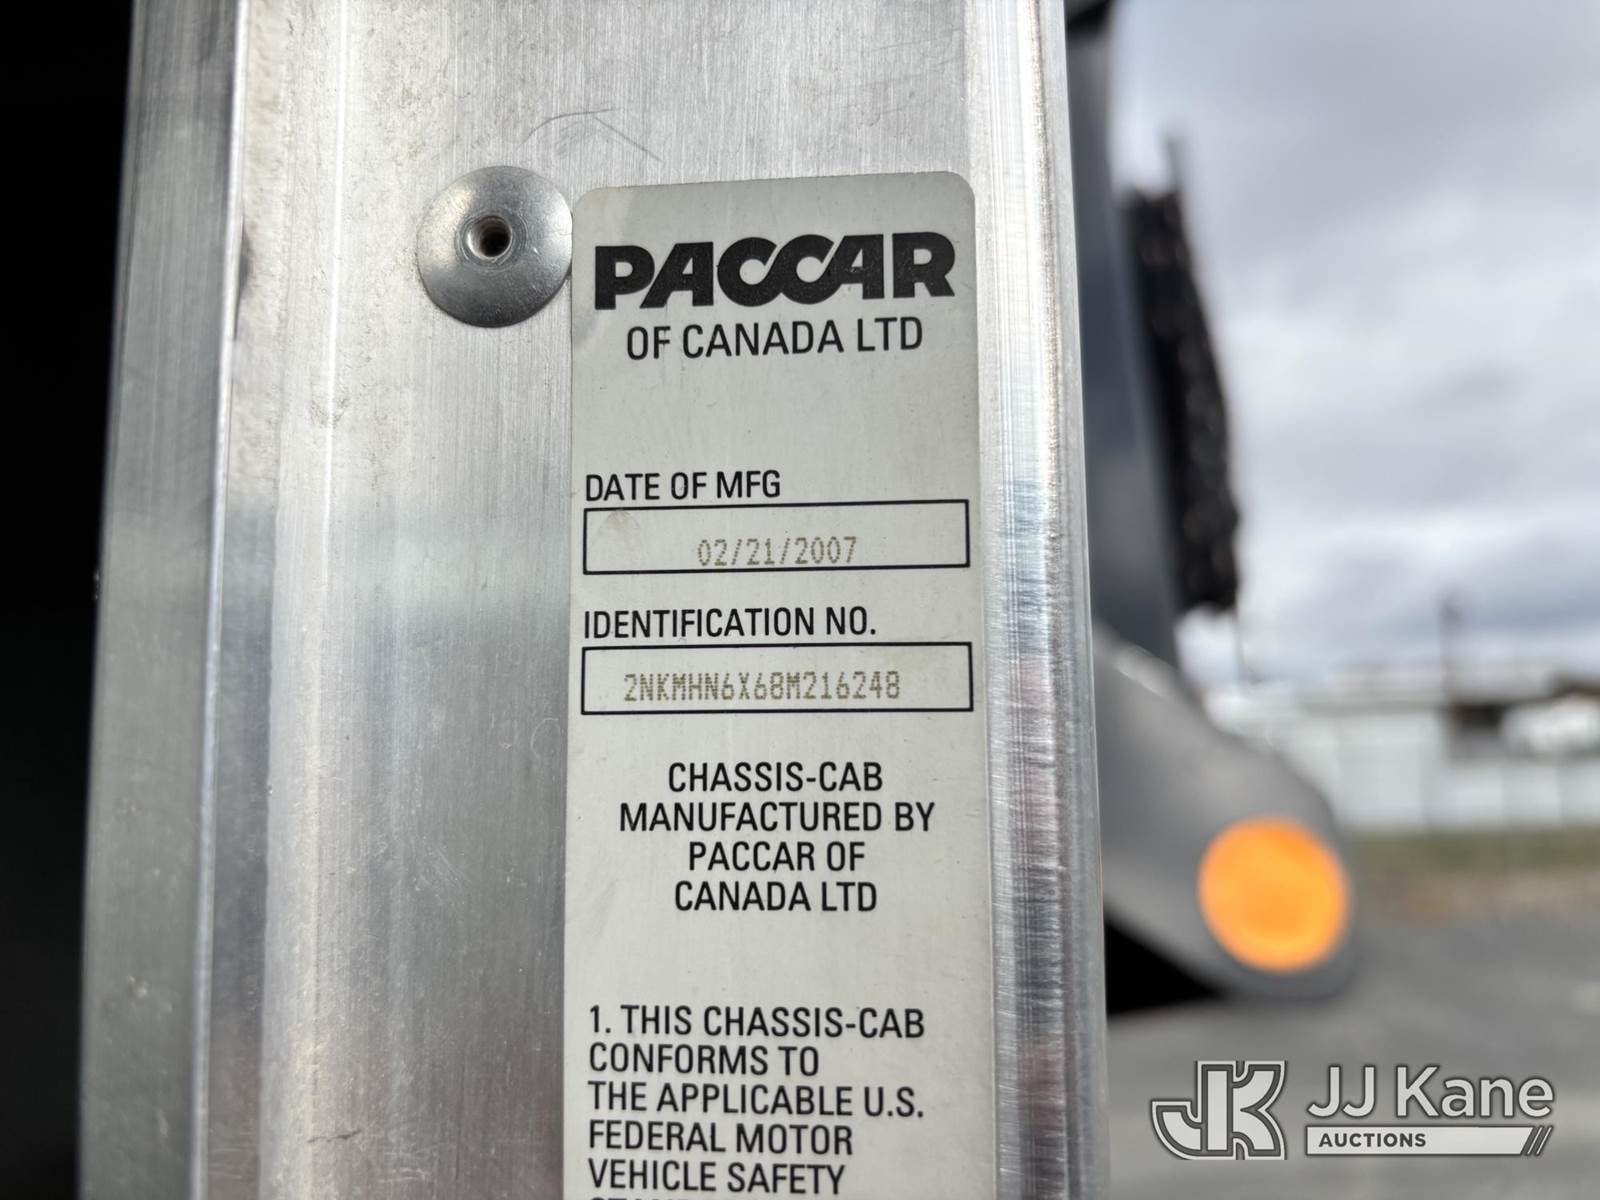 PACCAR
OF CANADA LTD
DATE OF MFG
02/21/2007
IDENTIFICATION NO.
2NKMHN6X68M216248
CHASSIS-CAB
MANUFACTURED BY
PACCAR OF
CANADA LTD
1. THIS CHASSIS-CAB
CONFORMS TO
THE APPLICABLE U.S.
FEDERAL MOTOR
VEHICLE SAFETY
JK JJ Kane
AUCTIONS